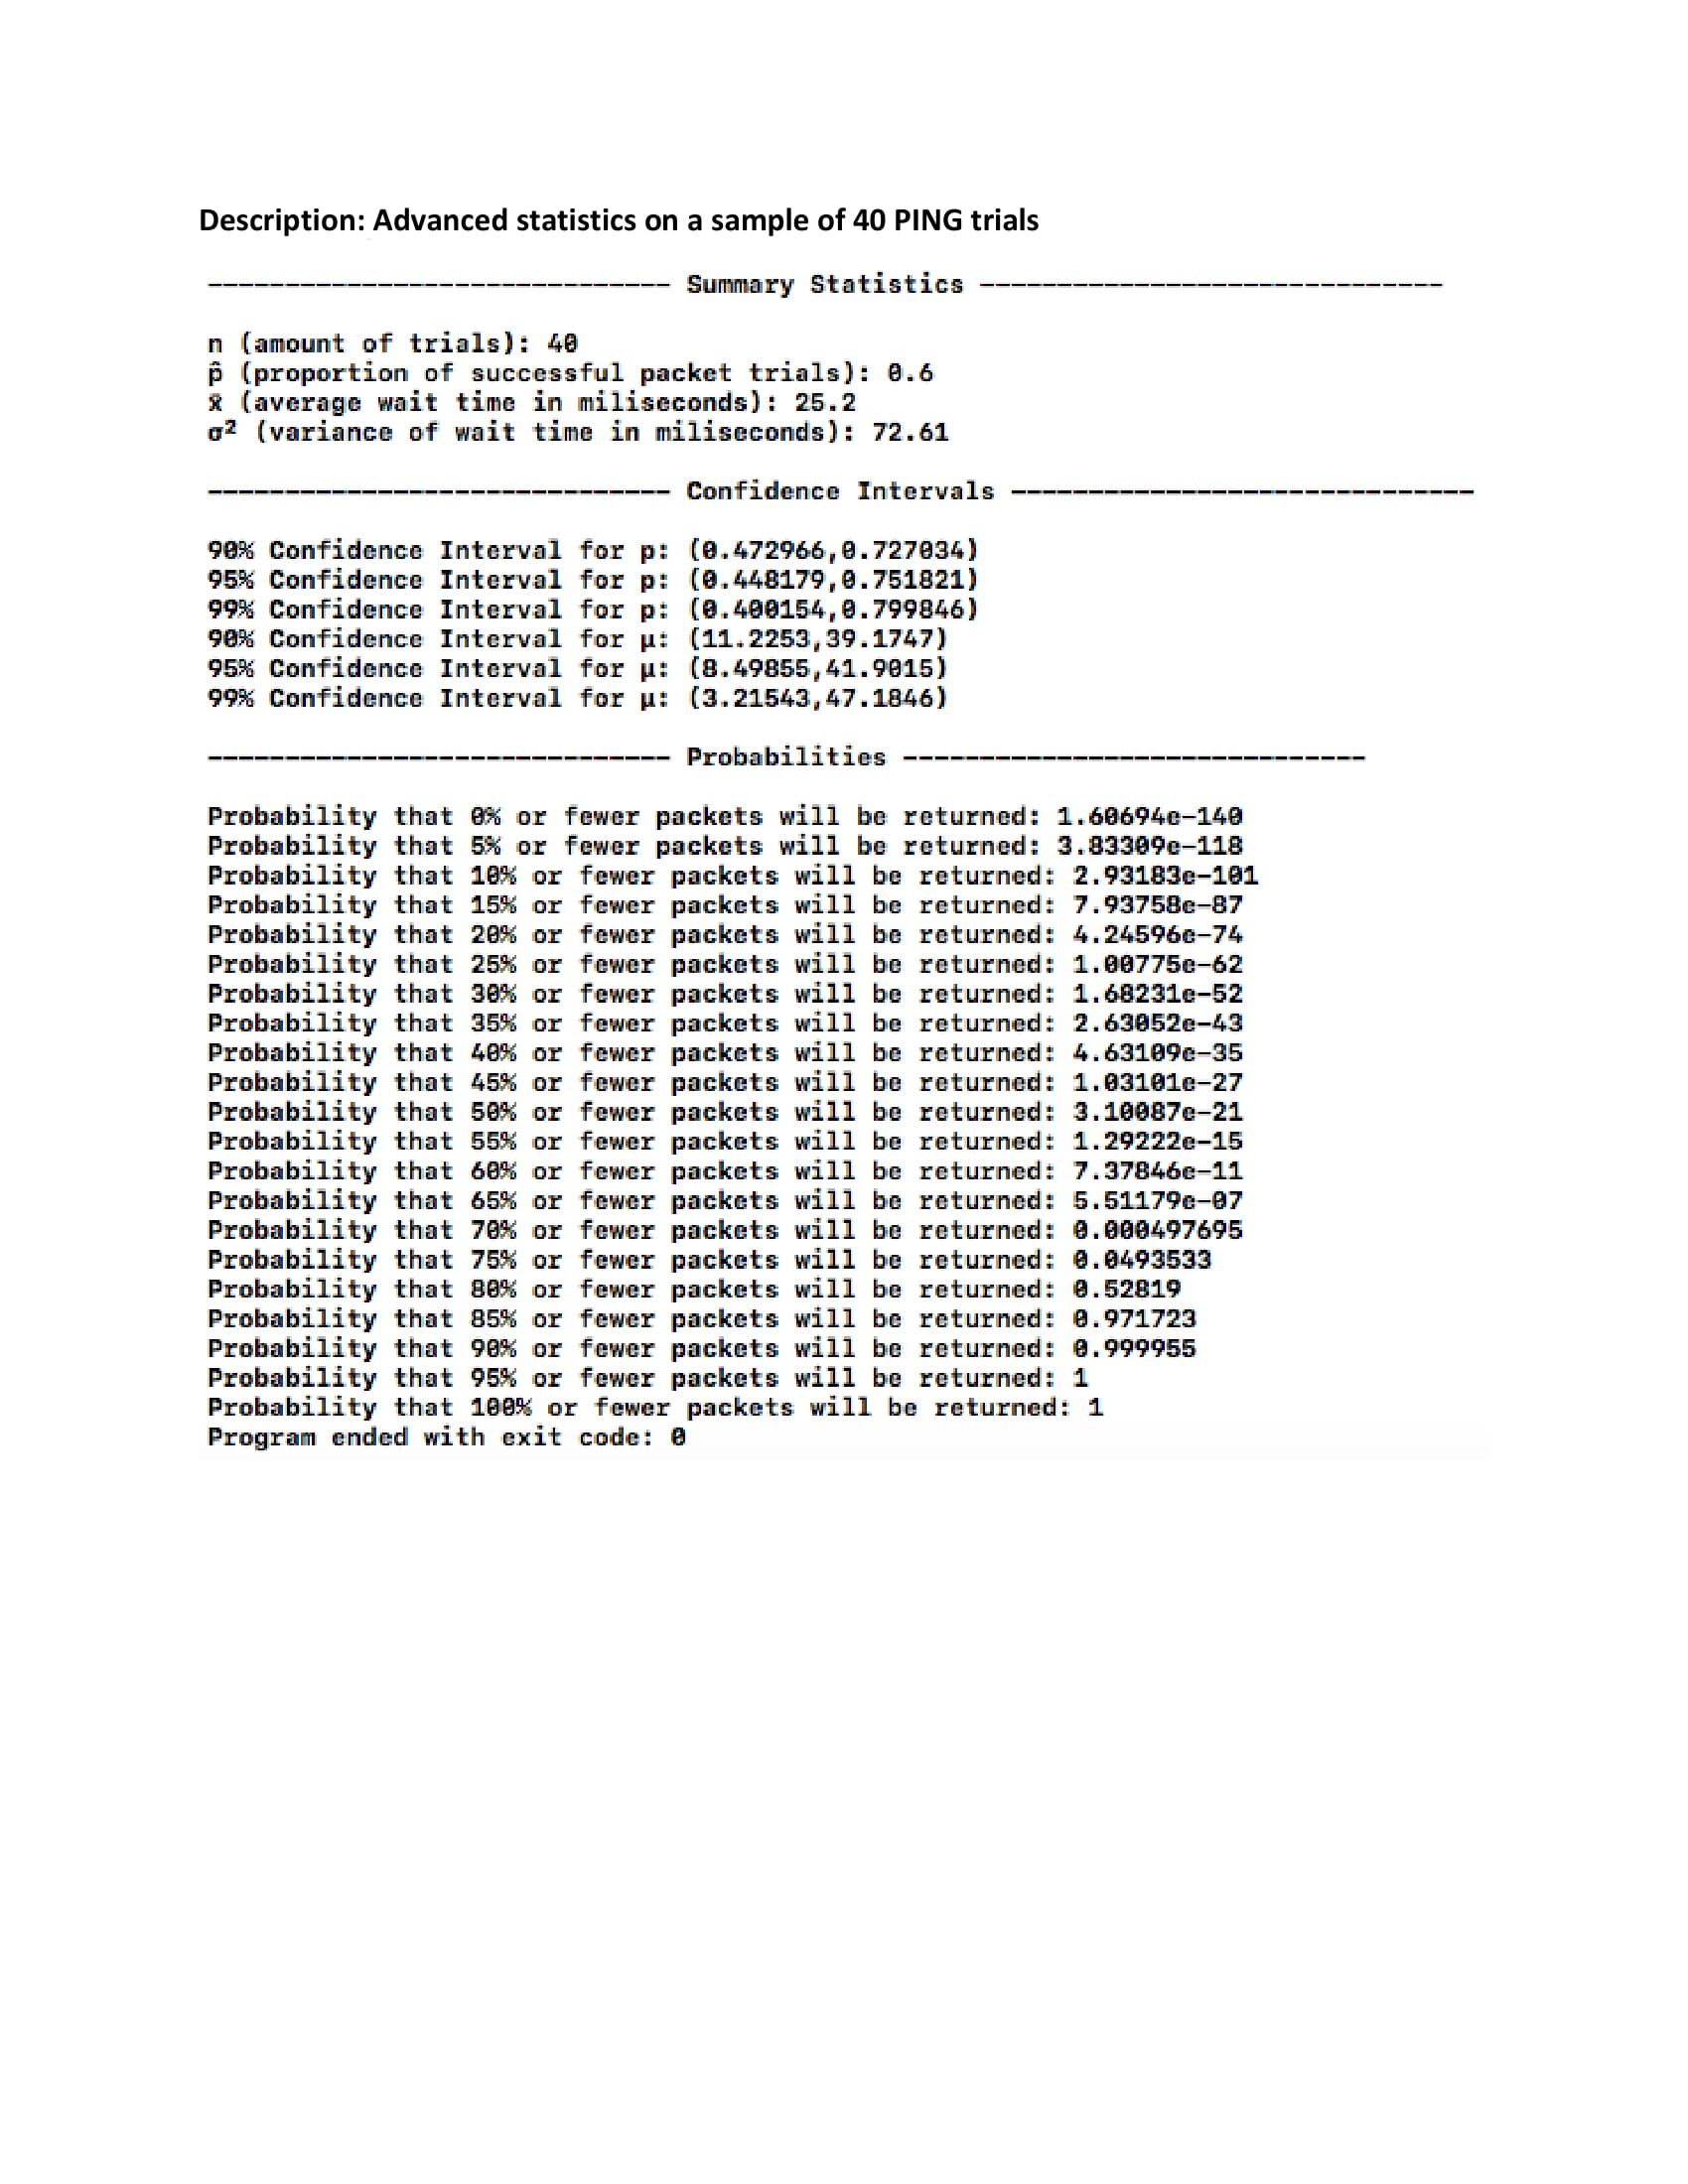 Description: Advanced statistics on a sample of 40 PING trials
------------------------------ Summary Statistics ------------------------------
n (amount of trials): 40
p̂ (proportion of successful packet trials): 0.6
x̄ (average wait time in miliseconds): 25.2
σ² (variance of wait time in miliseconds): 72.61
------------------------------ Confidence Intervals ------------------------------
90% Confidence Interval for p: (0.472966,0.727034)
95% Confidence Interval for p: (0.448179,0.751821)
99% Confidence Interval for p: (0.400154,0.799846)
90% Confidence Interval for μ: (11.2253,39.1747)
95% Confidence Interval for μ: (8.49855,41.9015)
99% Confidence Interval for μ: (3.21543,47.1846)
------------------------------ Probabilities ------------------------------
Probability that 0% or fewer packets will be returned: 1.60694e-140
Probability that 5% or fewer packets will be returned: 3.83309e-118
Probability that 10% or fewer packets will be returned: 2.93183e-101
Probability that 15% or fewer packets will be returned: 7.93758e-87
Probability that 20% or fewer packets will be returned: 4.24596e-74
Probability that 25% or fewer packets will be returned: 1.00775e-62
Probability that 30% or fewer packets will be returned: 1.68231e-52
Probability that 35% or fewer packets will be returned: 2.63052e-43
Probability that 40% or fewer packets will be returned: 4.63109e-35
Probability that 45% or fewer packets will be returned: 1.03101e-27
Probability that 50% or fewer packets will be returned: 3.10087e-21
Probability that 55% or fewer packets will be returned: 1.29222e-15
Probability that 60% or fewer packets will be returned: 7.37846e-11
Probability that 65% or fewer packets will be returned: 5.51179e-07
Probability that 70% or fewer packets will be returned: 0.000497695
Probability that 75% or fewer packets will be returned: 0.0493533
Probability that 80% or fewer packets will be returned: 0.52819
Probability that 85% or fewer packets will be returned: 0.971723
Probability that 90% or fewer packets will be returned: 0.999955
Probability that 95% or fewer packets will be returned: 1
Probability that 100% or fewer packets will be returned: 1
Program ended with exit code: 0